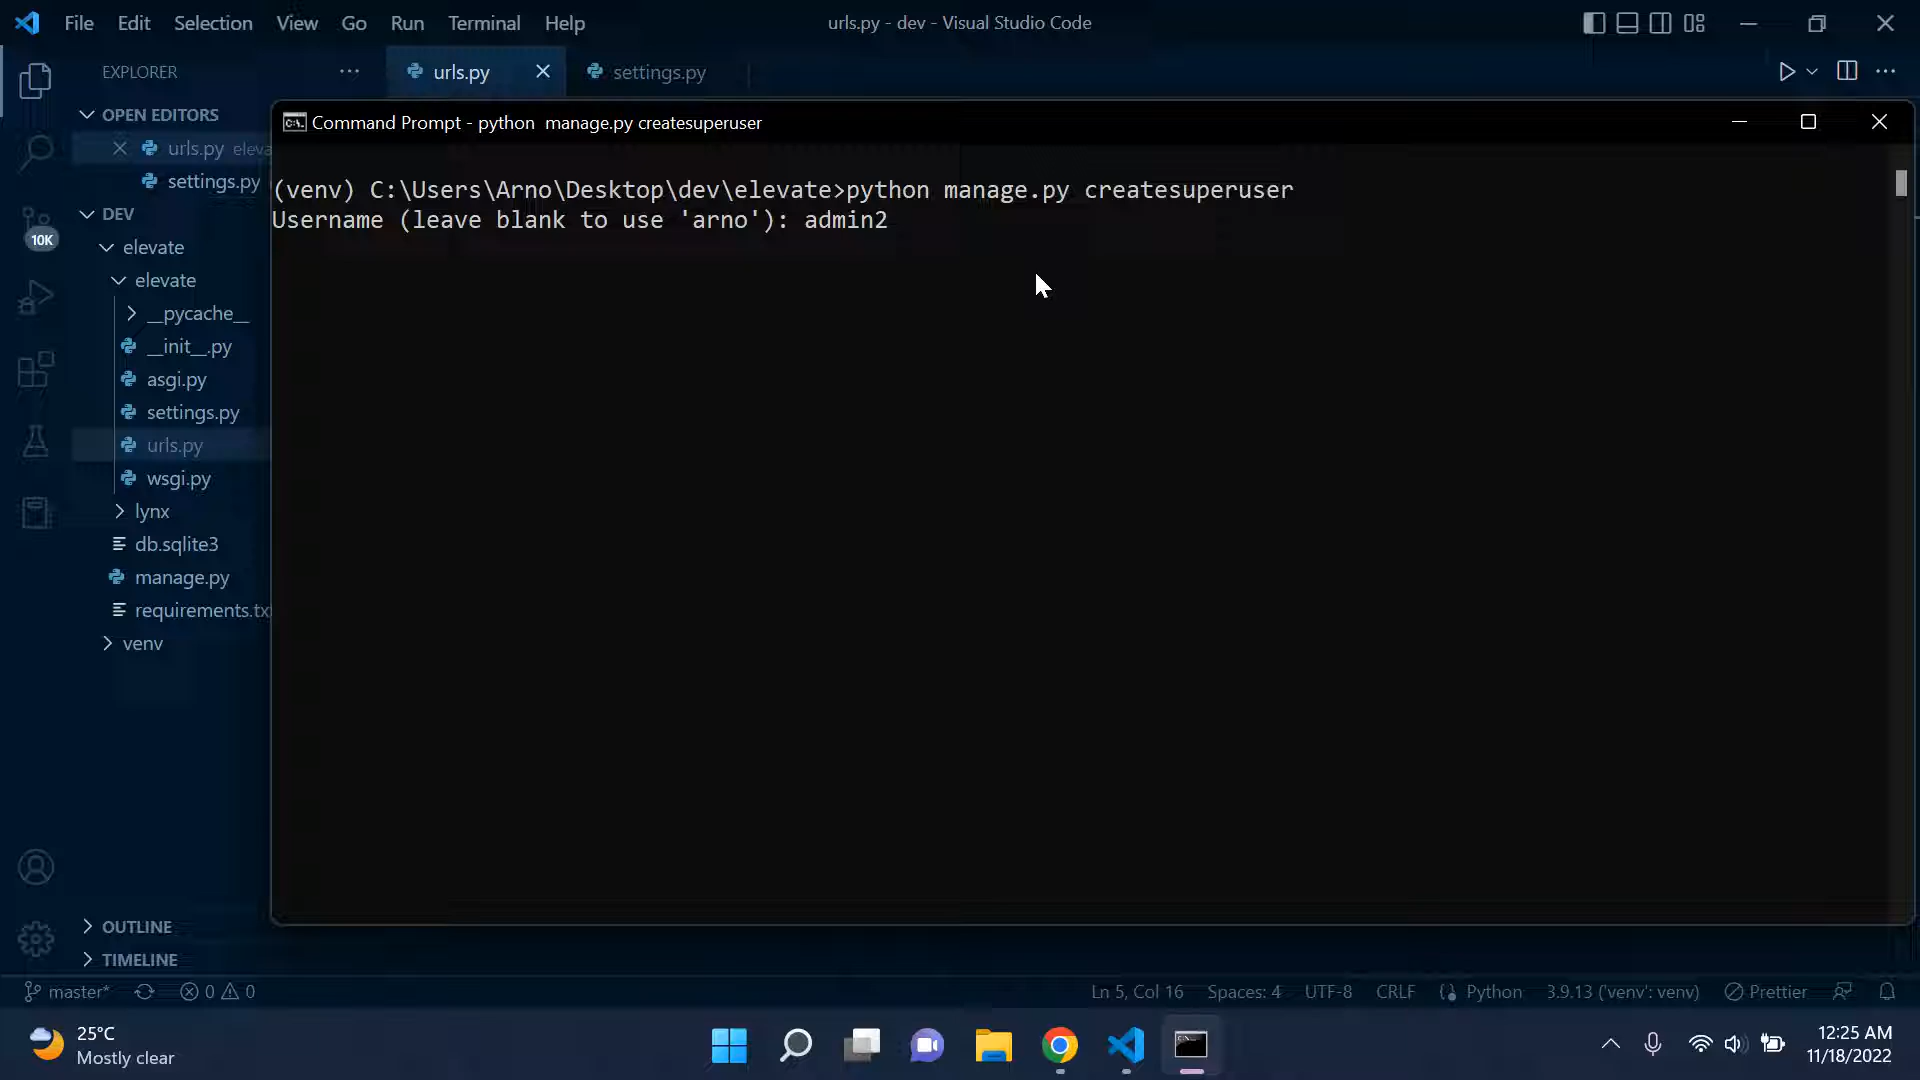 File Edit Selection View Go Run Terminal Help
urls.py - dev - Visual Studio Code
EXPLORER
urls.py
settings.py
OPEN EDITORS
urls.py eleva
settings.py
DEV
elevate
elevate
__pycache__
__init__.py
asgi.py
settings.py
urls.py
wsgi.py
lynx
db.sqlite3
manage.py
requirements.tx
venv
10K
OUTLINE
TIMELINE
Command Prompt - python  manage.py createsuperuser
(venv) C:\Users\Arno\Desktop\dev\elevate>python manage.py createsuperuser
Username (leave blank to use 'arno'): admin2
master*
0
0
Ln 5, Col 16
Spaces: 4
UTF-8
CRLF
Python
3.9.13 ('venv': venv)
Prettier
25°C
Mostly clear
12:25 AM
11/18/2022